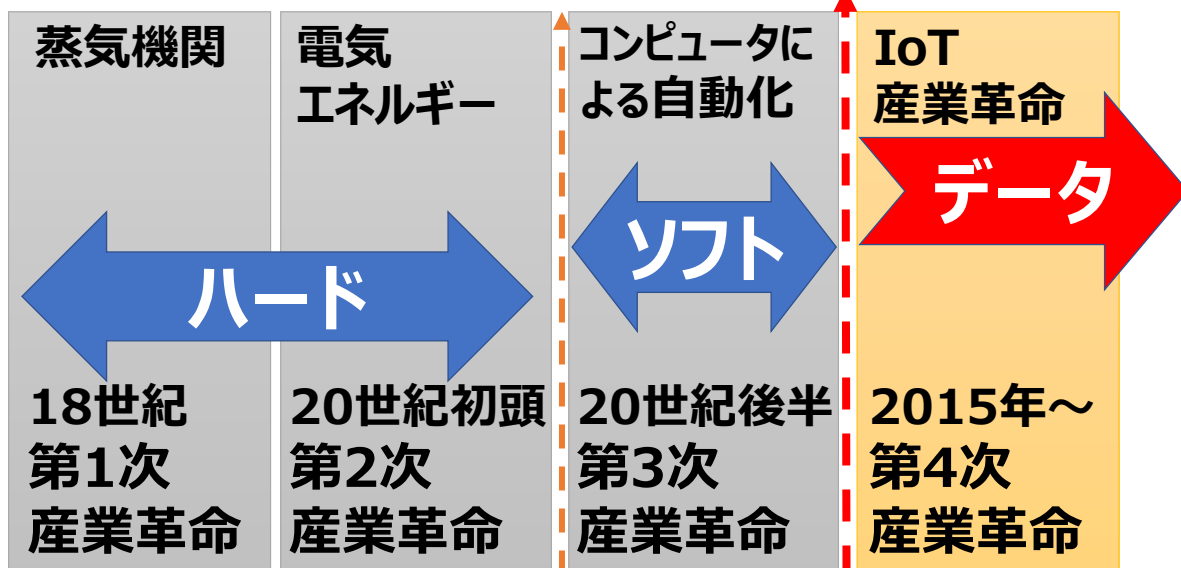 蒸気機関
電気
エネルギー
コンピュータに
よる自動化
IoT
産業革命
ハード
ソフト
データ
18世紀
第1次
産業革命
20世紀初頭
第2次
産業革命
20世紀後半
第3次
産業革命
2015年～
第4次
産業革命